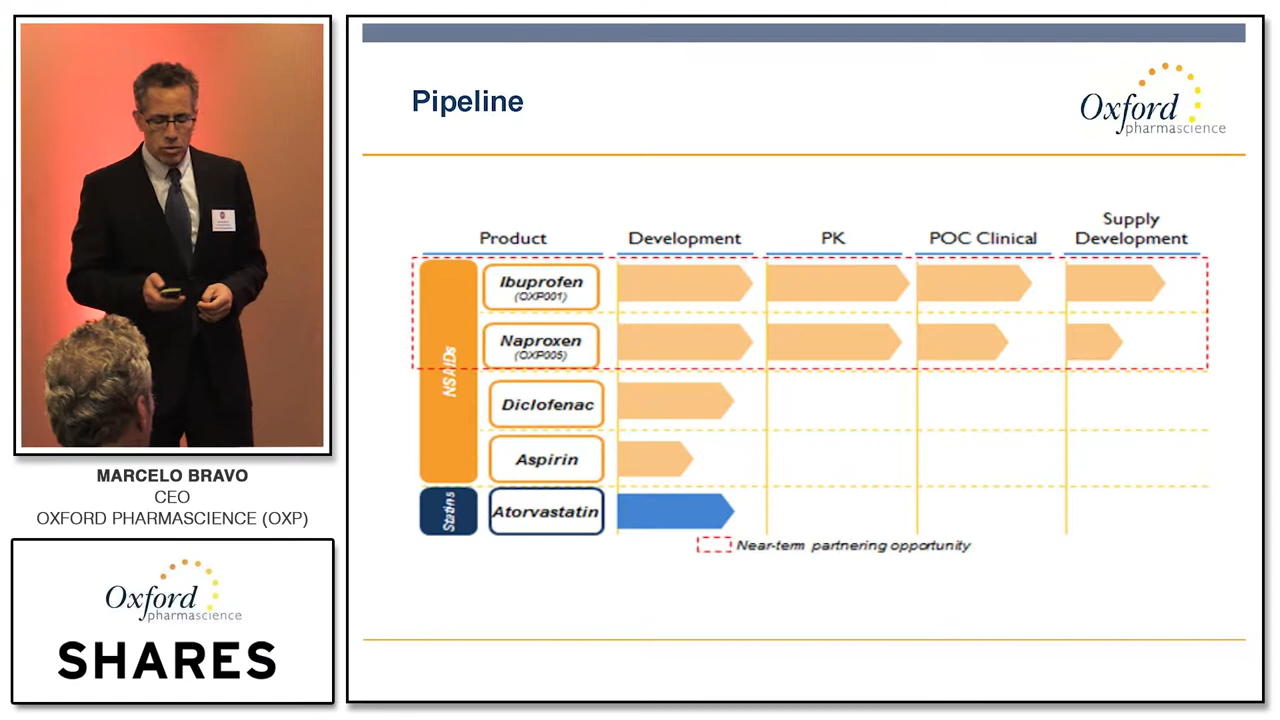 Pipeline
Oxford
pharmascience
Product
Development
PK
POC Clinical
Supply
Development
NSAIDs
Ibuprofen
(OXP001)
Naproxen
(OXP005)
Diclofenac
Aspirin
Statins
Atorvastatin
Near-term partnering opportunity
MARCELO BRAVO
CEO
OXFORD PHARMASCIENCE (OXP)
Oxford
pharmascience
SHARES